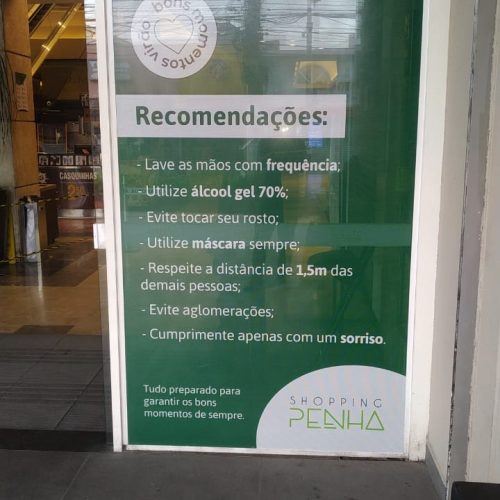 bons momentos virão
Recomendações:
- Lave as mãos com frequência;
- Utilize álcool gel 70%;
- Evite tocar seu rosto;
- Utilize máscara sempre;
- Respeite a distância de 1,5m das
demais pessoas;
- Evite aglomerações;
- Cumprimente apenas com um sorriso.
Tudo preparado para
garantir os bons
momentos de sempre.
SHOPPING
PENHA
CASQUINHAS